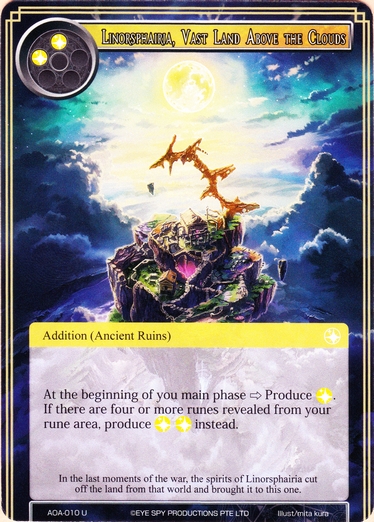 Linorsphairia, Vast Land Above the Clouds
Addition (Ancient Ruins)
At the beginning of you main phase ⇨ Produce .
If there are four or more runes revealed from your
rune area, produce instead.
In the last moments of the war, the spirits of Linorsphairia cut
off the land from that world and brought it to this one.
AOA-010 U ©EYE SPY PRODUCTIONS PTE LTD Illust/mita kura